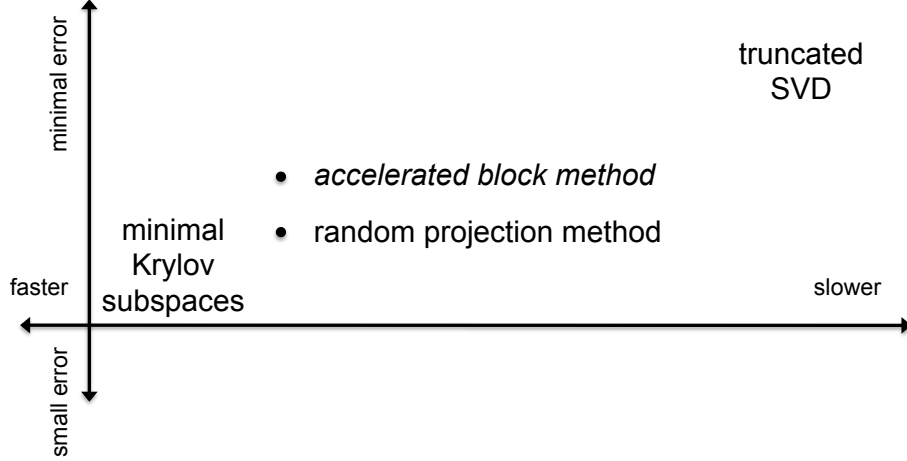 minimal error
truncated
SVD
• accelerated block method
• random projection method
minimal
Krylov
subspaces
faster
slower
small error